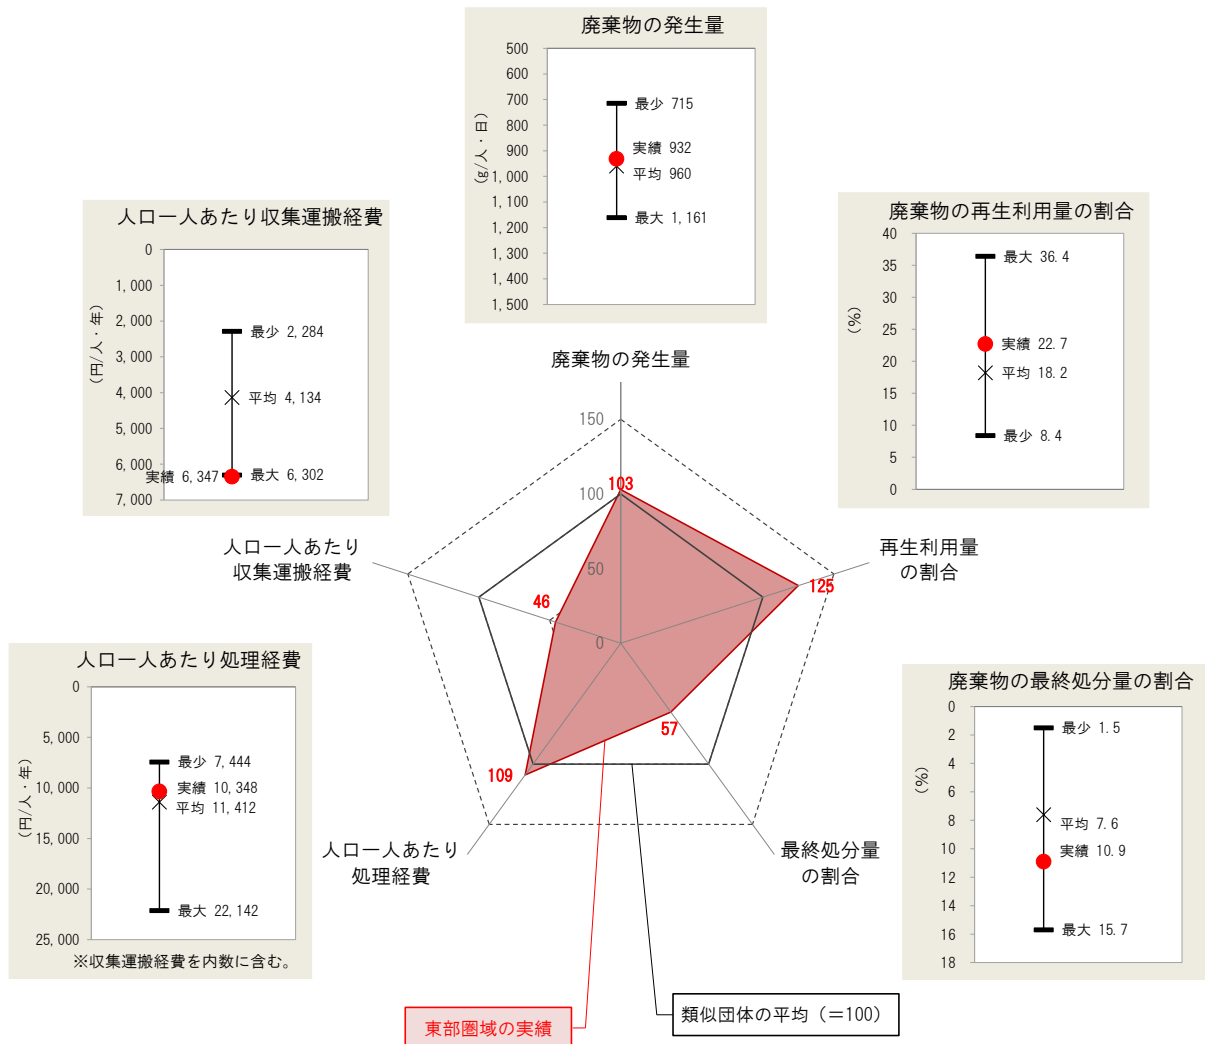 廃棄物の発生量
500
600
700
800
900
1,000
1,100
1,200
1,300
1,400
1,500
(g/人・日)
最少 715
実績 932
平均 960
最大 1,161
人口一人あたり収集運搬経費
0
1,000
2,000
3,000
4,000
5,000
6,000
7,000
(円/人・年)
最少 2,284
平均 4,134
実績 6,347
最大 6,302
廃棄物の再生利用量の割合
40
35
30
25
20
15
10
5
0
(%)
最大 36.4
実績 22.7
平均 18.2
最少 8.4
廃棄物の発生量
150
100
50
0
103
125
57
109
46
人口一人あたり
収集運搬経費
再生利用量
の割合
人口一人あたり
処理経費
最終処分量
の割合
人口一人あたり処理経費
0
5,000
10,000
15,000
20,000
25,000
(円/人・年)
最少 7,444
実績 10,348
平均 11,412
最大 22,142
※収集運搬経費を内数に含む。
廃棄物の最終処分量の割合
0
2
4
6
8
10
12
14
16
18
(%)
最少 1.5
平均 7.6
実績 10.9
最大 15.7
東部圏域の実績
類似団体の平均（＝100）